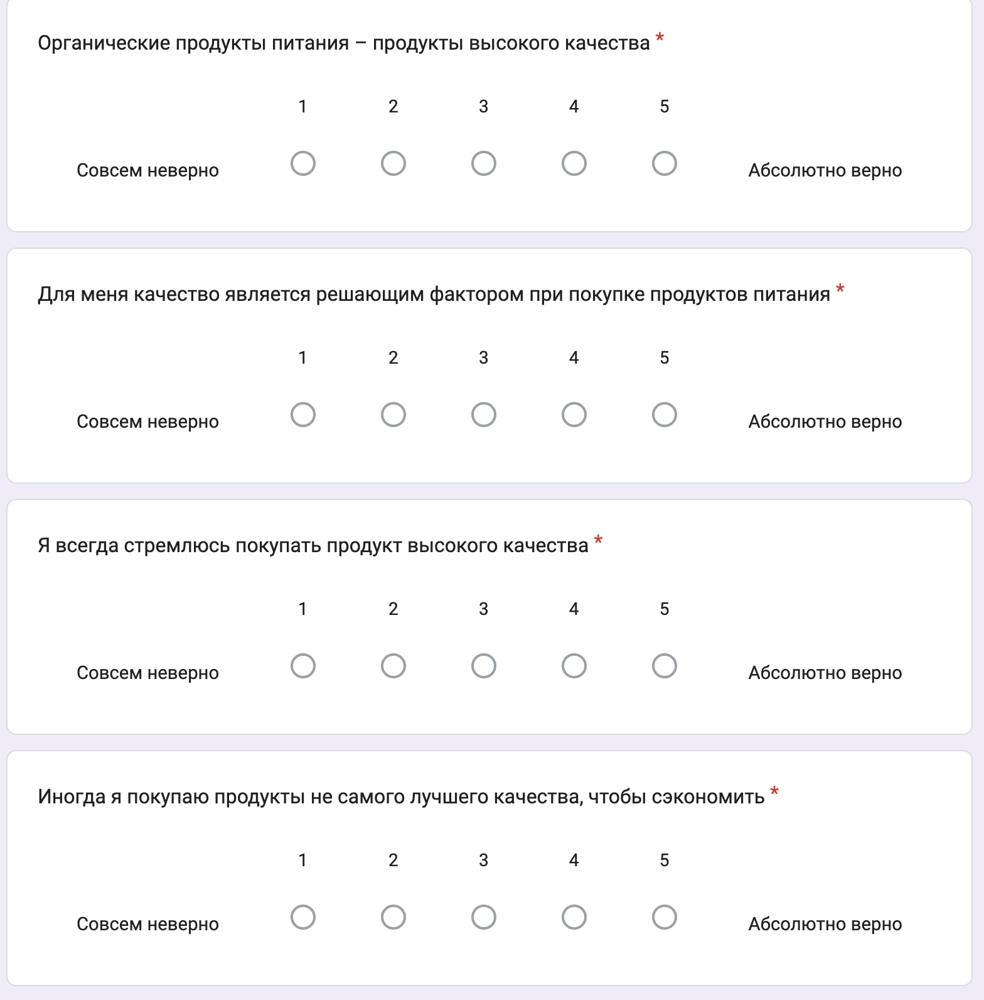 Органические продукты питания – продукты высокого качества *
1 2 3 4 5
Совсем неверно Абсолютно верно
Для меня качество является решающим фактором при покупке продуктов питания *
1 2 3 4 5
Совсем неверно Абсолютно верно
Я всегда стремлюсь покупать продукт высокого качества *
1 2 3 4 5
Совсем неверно Абсолютно верно
Иногда я покупаю продукты не самого лучшего качества, чтобы сэкономить *
1 2 3 4 5
Совсем неверно Абсолютно верно